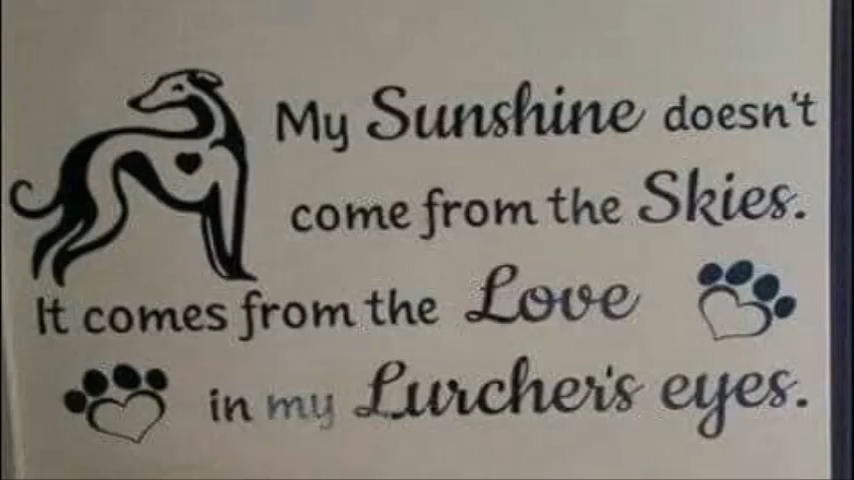 My Sunshine doesn't
come from the Skies.
It comes from the Love
in my Lurcher's eyes.